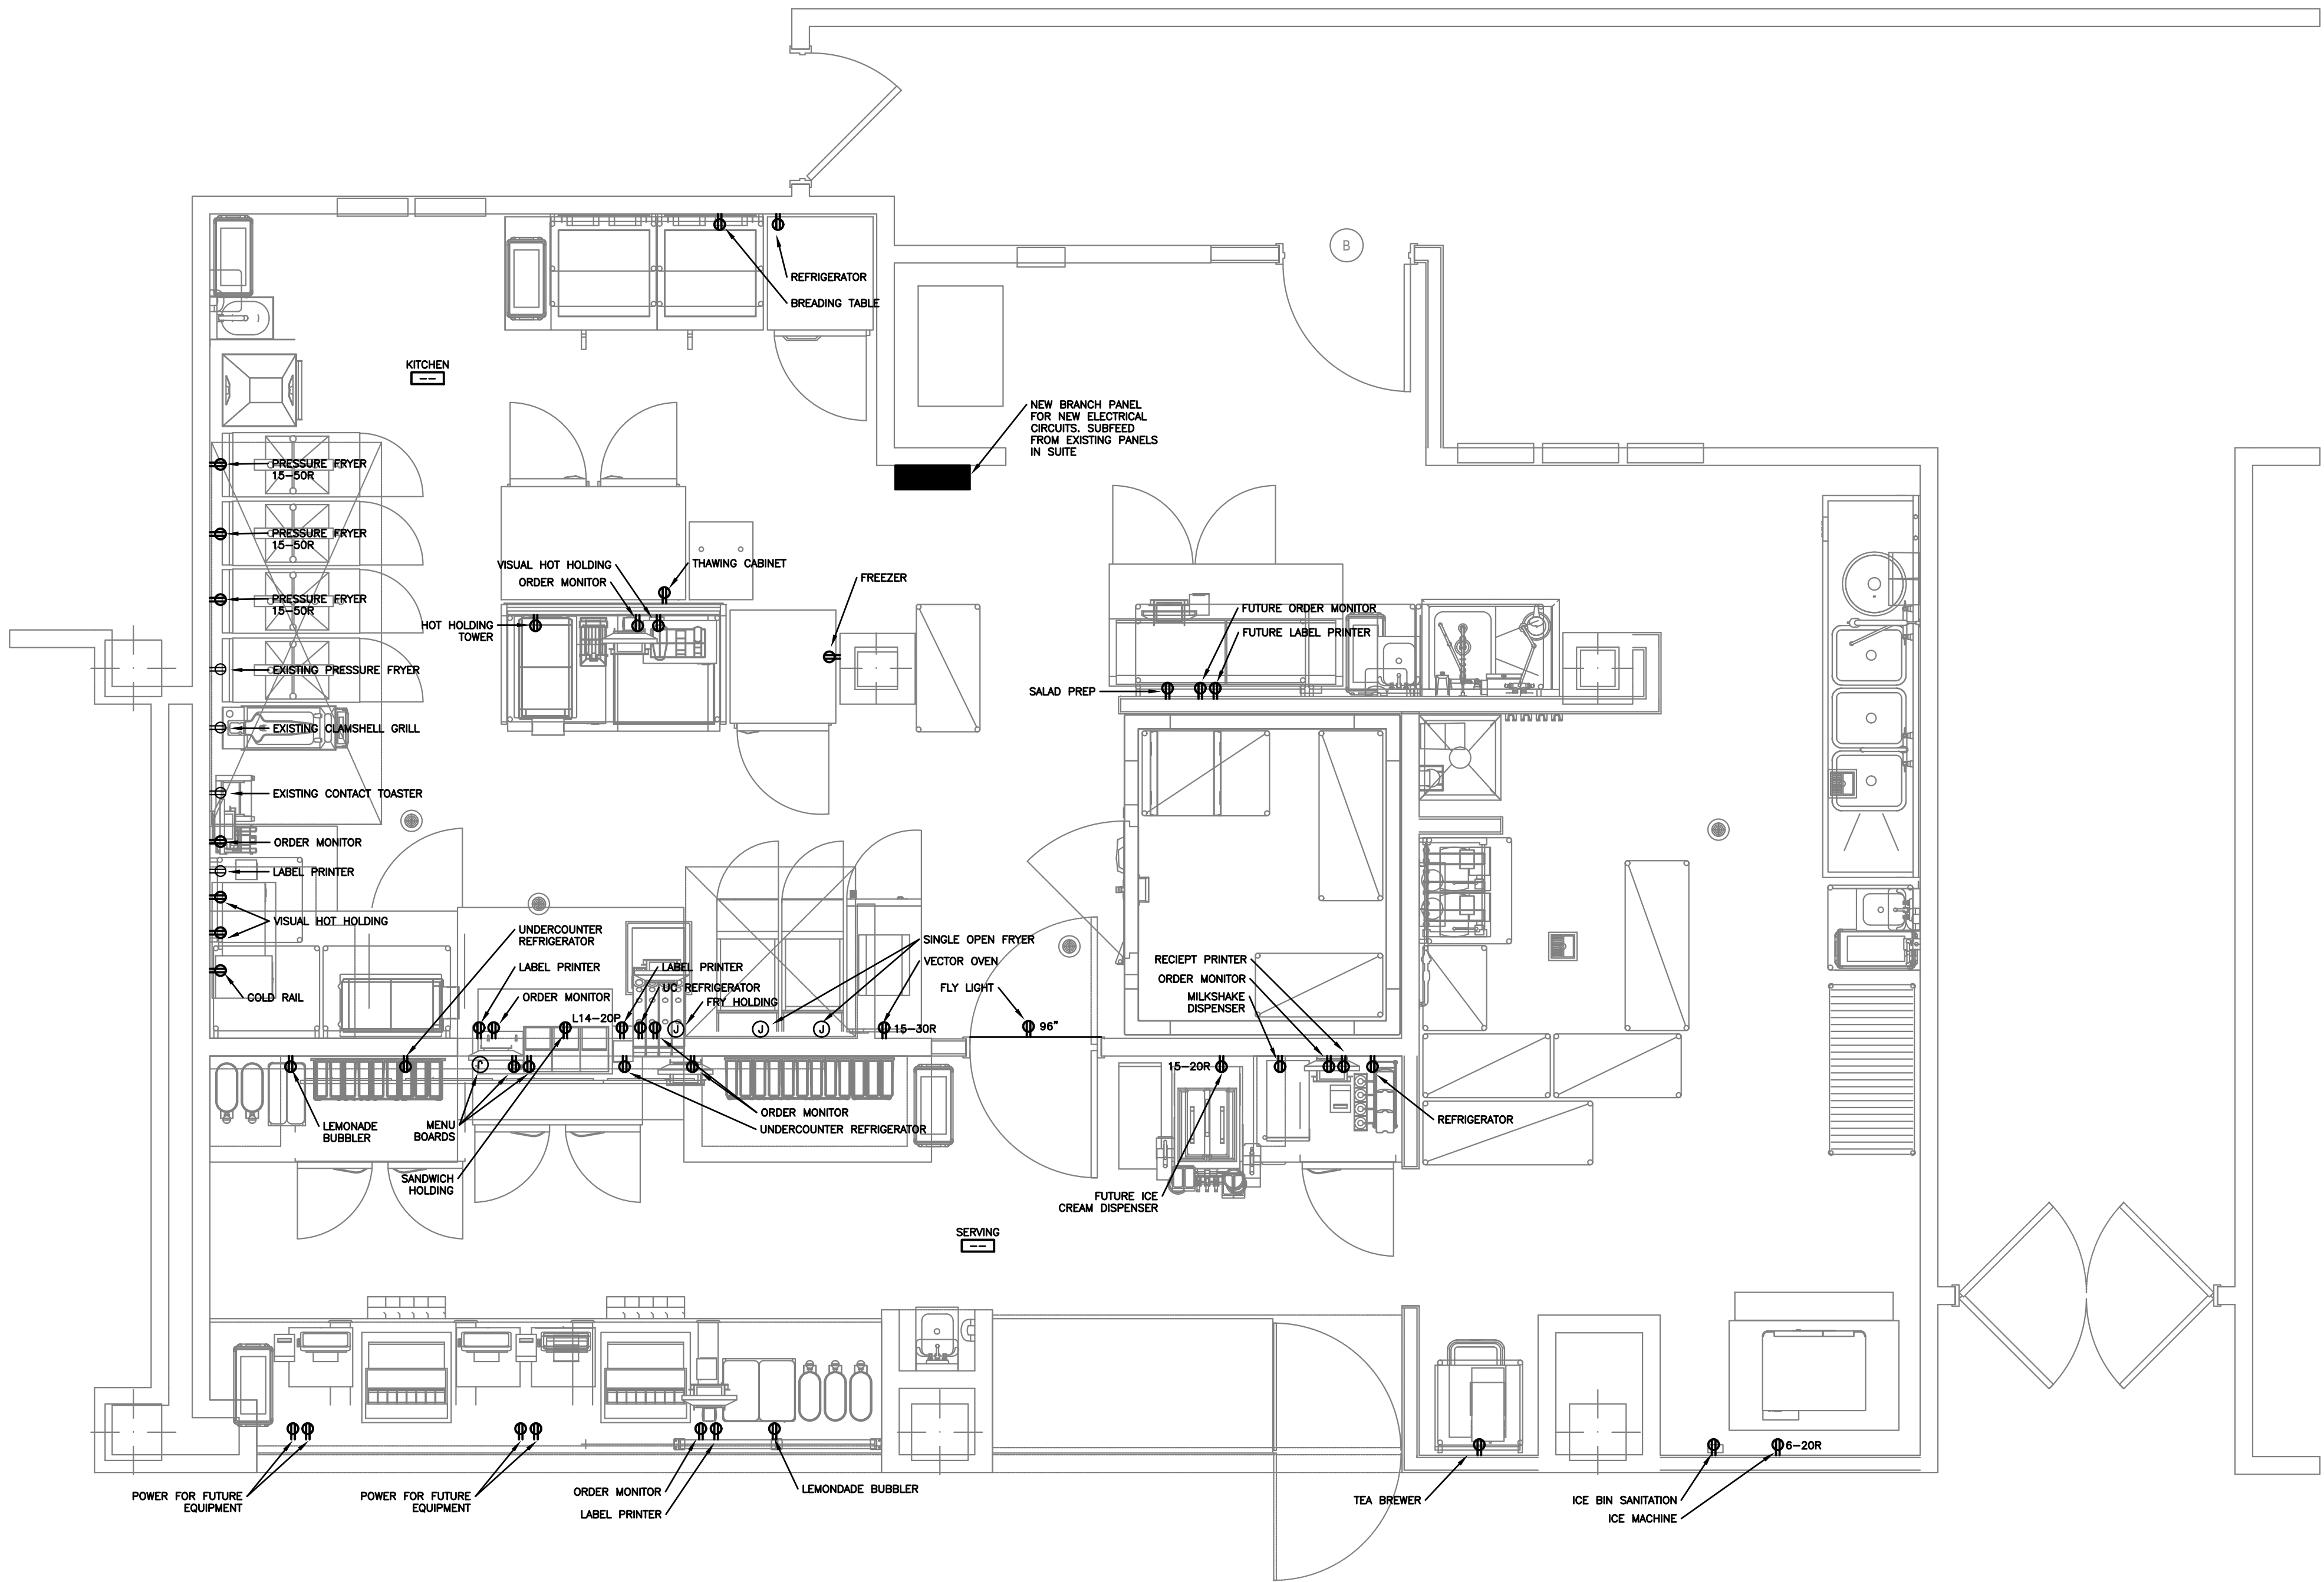 B
REFRIGERATOR
BREADING TABLE
KITCHEN
--
NEW BRANCH PANEL
FOR NEW ELECTRICAL
CIRCUITS. SUBFEED
FROM EXISTING PANELS
IN SUITE
PRESSURE FRYER
15-50R
PRESSURE FRYER
15-50R
PRESSURE FRYER
15-50R
EXISTING PRESSURE FRYER
EXISTING CLAMSHELL GRILL
EXISTING CONTACT TOASTER
ORDER MONITOR
LABEL PRINTER
VISUAL HOT HOLDING
COLD RAIL
VISUAL HOT HOLDING
ORDER MONITOR
THAWING CABINET
HOT HOLDING
TOWER
FREEZER
FUTURE ORDER MONITOR
FUTURE LABEL PRINTER
SALAD PREP
UNDERCOUNTER
REFRIGERATOR
LABEL PRINTER
ORDER MONITOR
L14-20P
LABEL PRINTER
UC REFRIGERATOR
FRY HOLDING
J
J
J
J
SINGLE OPEN FRYER
VECTOR OVEN
15-30R
FLY LIGHT
96"
RECIEPT PRINTER
ORDER MONITOR
MILKSHAKE
DISPENSER
15-20R
REFRIGERATOR
FUTURE ICE
CREAM DISPENSER
LEMONADE
BUBBLER
MENU
BOARDS
SANDWICH
HOLDING
ORDER MONITOR
UNDERCOUNTER REFRIGERATOR
SERVING
--
POWER FOR FUTURE
EQUIPMENT
POWER FOR FUTURE
EQUIPMENT
ORDER MONITOR
LABEL PRINTER
LEMONDADE BUBBLER
TEA BREWER
ICE BIN SANITATION
ICE MACHINE
6-20R